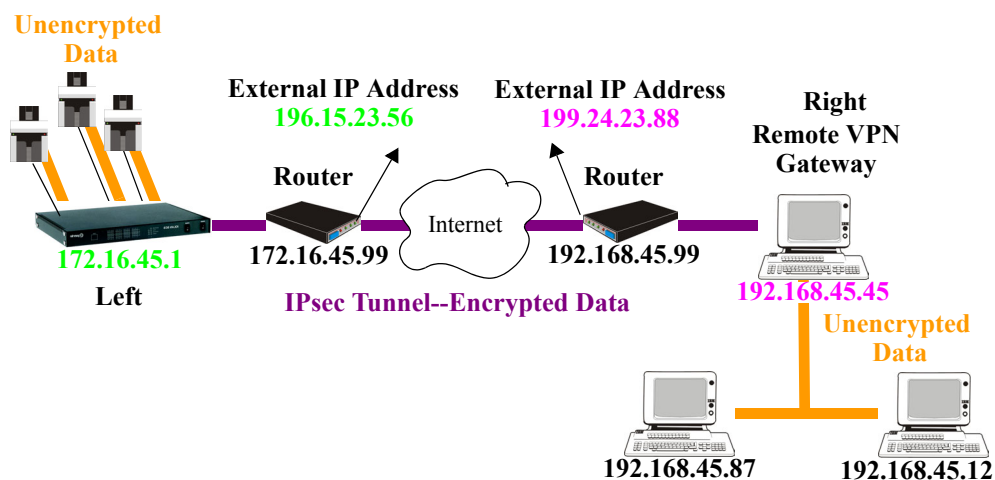 Unencrypted
Data
External IP Address
196.15.23.56
External IP Address
199.24.23.88
Right
Remote VPN
Gateway
Router
Internet
Router
172.16.45.1
Left
172.16.45.99
192.168.45.99
IPsec Tunnel--Encrypted Data
192.168.45.45
Unencrypted
Data
192.168.45.87
192.168.45.12